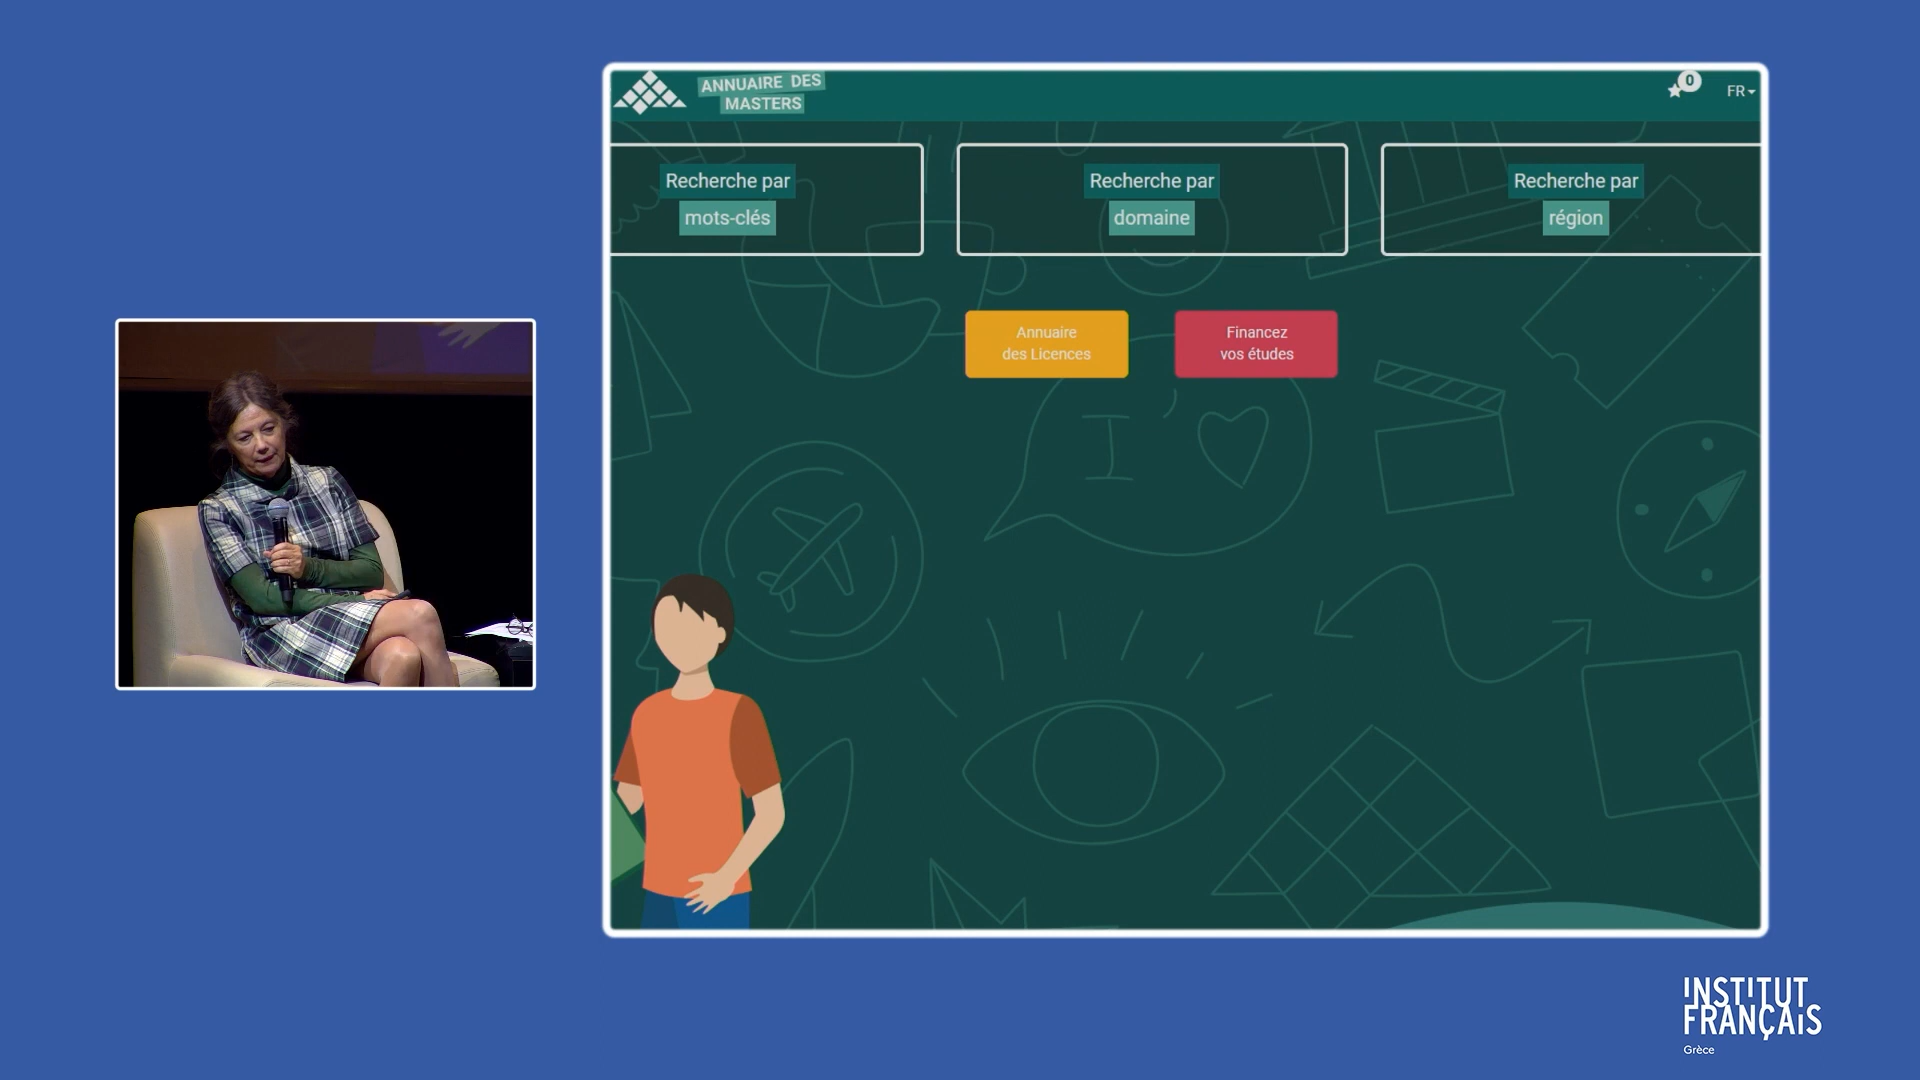 ANNUAIRE DES
MASTERS
0
FR
Recherche par
mots-clés
Recherche par
domaine
Recherche par
région
Annuaire
des Licences
Financez
vos études
I'
INSTITUT
FRANÇAIS
Grèce